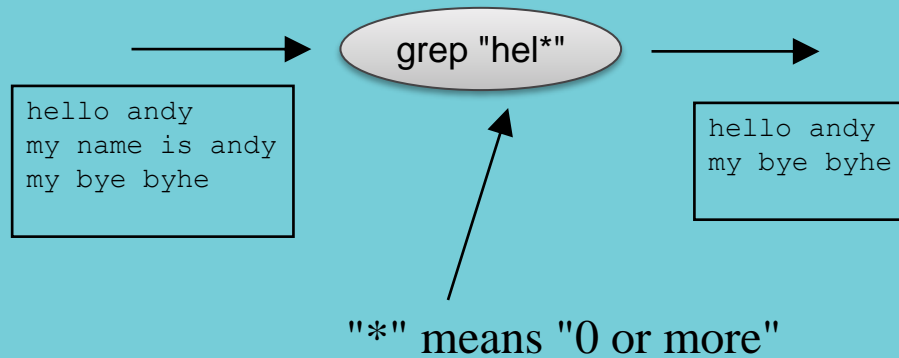 grep "hel*"
hello andy
my name is andy
my bye byhe
hello andy
my bye byhe
"*" means "0 or more"